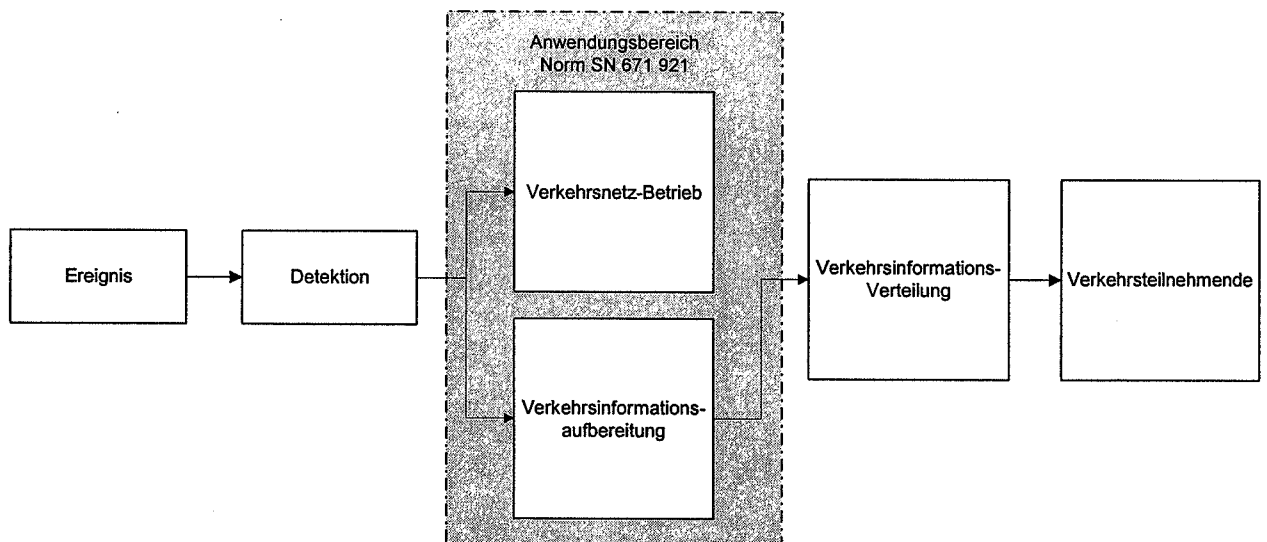 Anwendungsbereich
Norm SN 671 921
Verkehrsnetz-Betrieb
Ereignis
Detektion
Verkehrsinformations-
Verteilung
Verkehrsteilnehmende
Verkehrsinformations-
aufbereitung